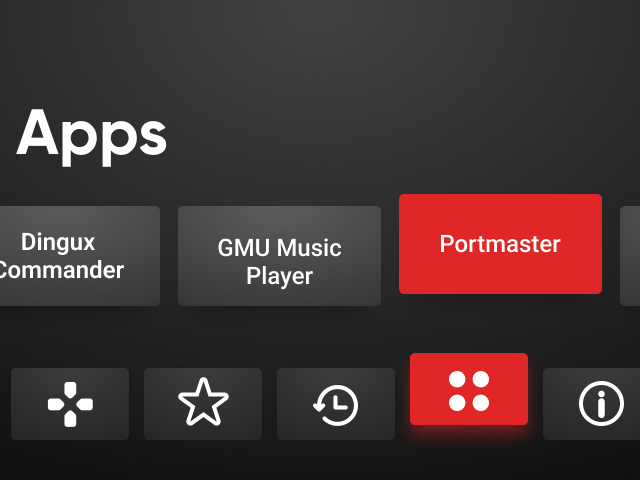 Apps
Dingux
Commander
GMU Music
Player
Portmaster